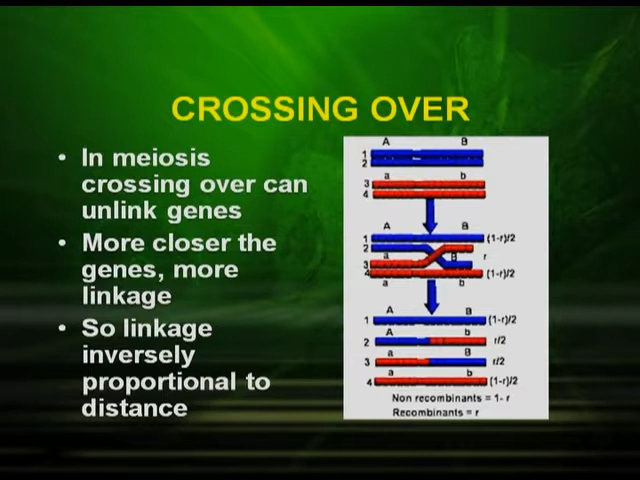 CROSSING OVER
• In meiosis
crossing over can
unlink genes
• More closer the
genes, more
linkage
• So linkage
inversely
proportional to
distance
A B
1
2
a b
3
4
A B
1 (1-r)/2
2
a B r
3
4 (1-r)/2
a b
A B
1 (1-r)/2
A b
2 r/2
a B
3 r/2
a b
4 (1-r)/2
Non recombinants = 1- r
Recombinants = r